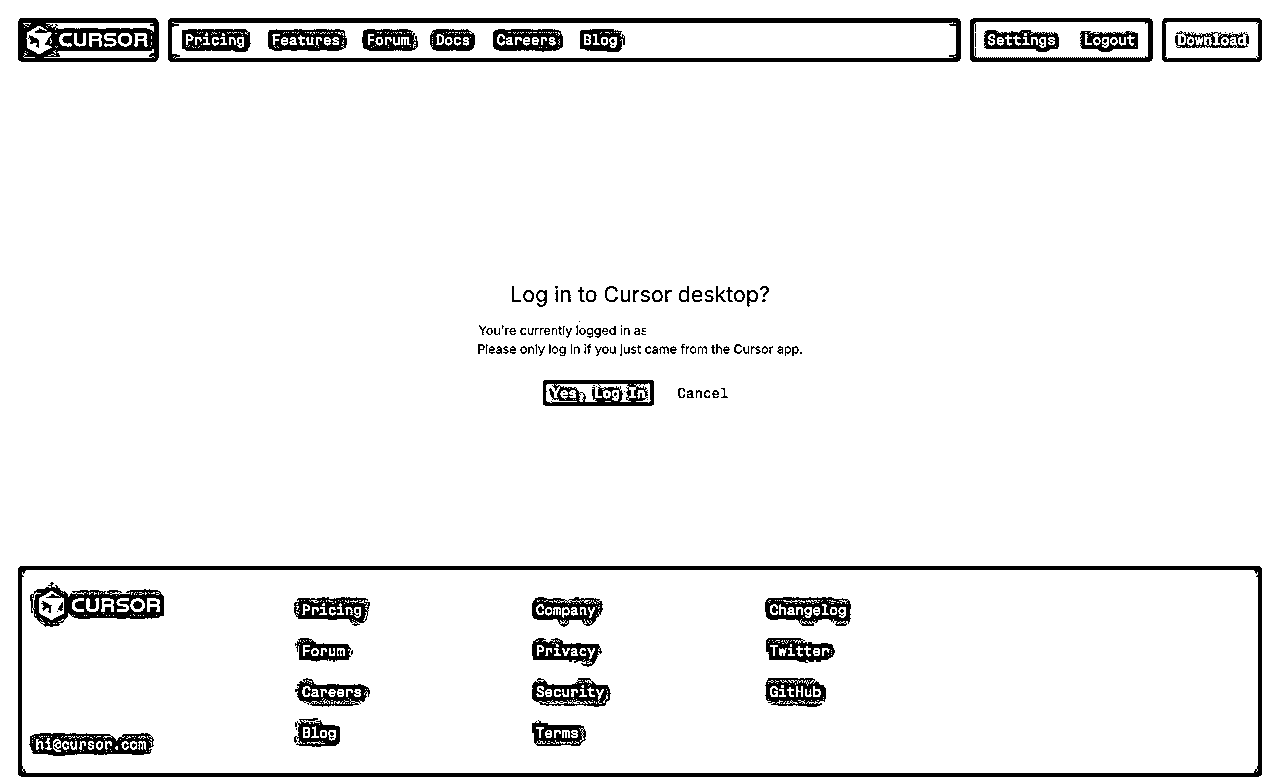 CURSOR
Pricing Features Forum Docs Careers Blog
Settings Logout
Download
Log in to Cursor desktop?
You're currently logged in as
Please only log in if you just came from the Cursor app.
Yes, Log In
Cancel
CURSOR
hi@cursor.com
Pricing
Forum
Careers
Blog
Company
Privacy
Security
Terms
Changelog
Twitter
GitHub